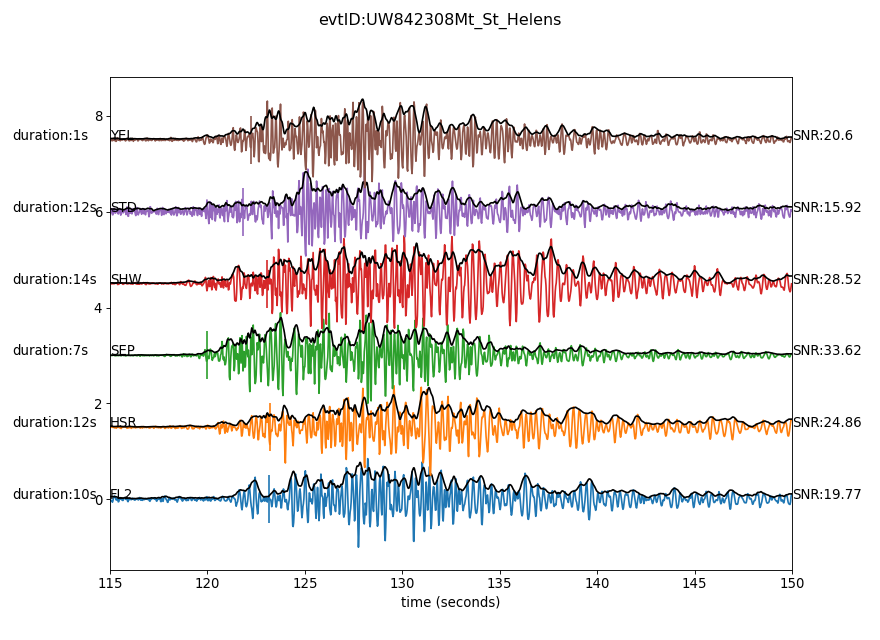 evtID:UW842308Mt_St_Helens
8
duration:1s YEL SNR:20.6
duration:12s STD SNR:15.92
6
duration:14s SHW SNR:28.52
4
duration:7s SEP SNR:33.62
2
duration:12s HSR SNR:24.86
duration:10s FL2 SNR:19.77
0
115 120 125 130 135 140 145 150
time (seconds)